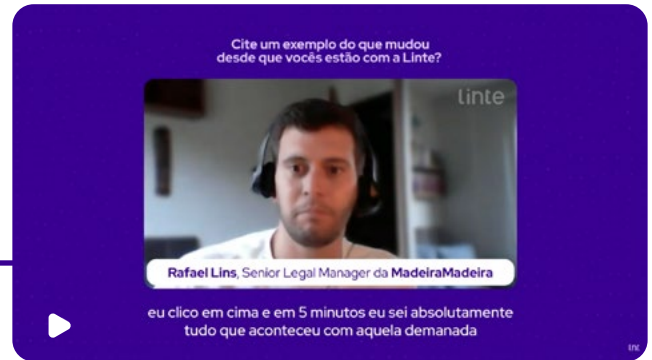 Cite um exemplo do que mudou
desde que vocês estão com a Linte?
linte
Rafael Lins, Senior Legal Manager da MadeiraMadeira
eu clico em cima e em 5 minutos eu sei absolutamente
tudo que aconteceu com aquela demanada